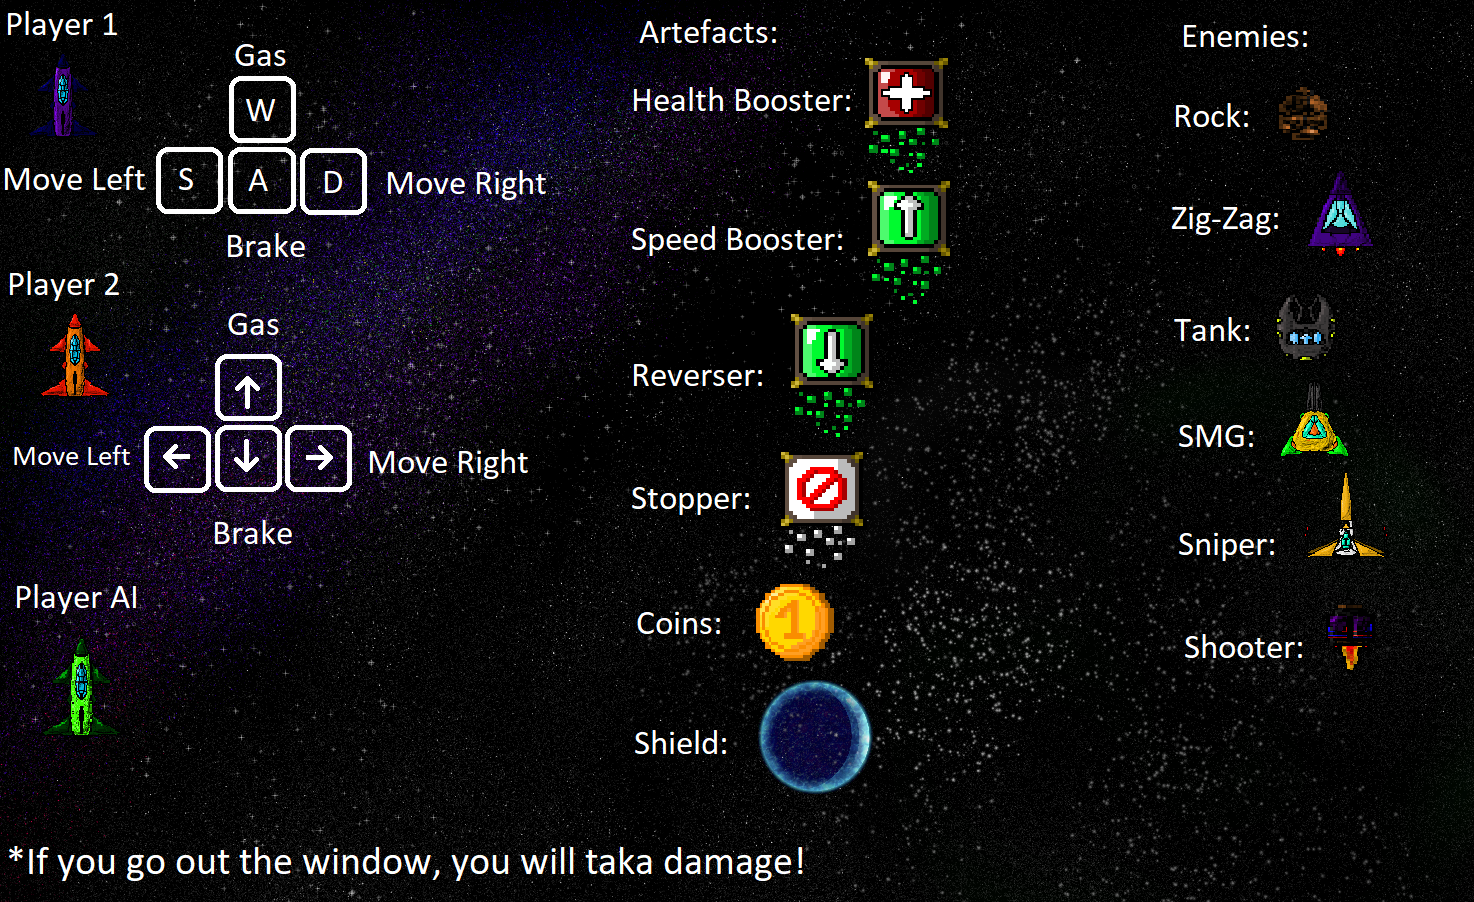 Player 1
Gas
W
Move Left
S
A
D
Move Right
Brake
Player 2
Gas
↑
Move Left
←
↓
→
Move Right
Brake
Player AI
Artefacts:
Health Booster:
Speed Booster:
Reverser:
Stopper:
Coins:
1
Shield:
Enemies:
Rock:
Zig-Zag:
Tank:
SMG:
Sniper:
Shooter:
*If you go out the window, you will taka damage!